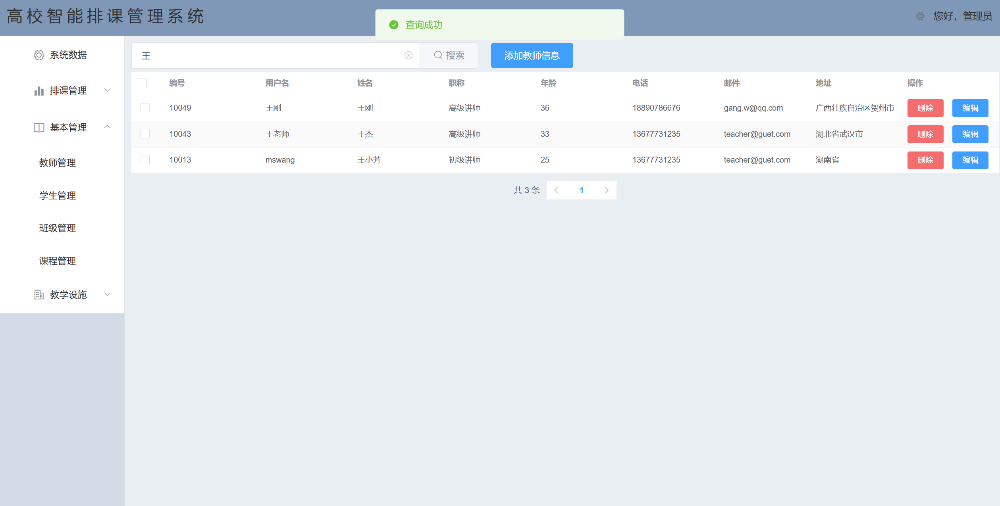 高校智能排课管理系统
查询成功
您好，管理员
系统数据
排课管理
基本管理
教师管理
学生管理
班级管理
课程管理
教学设施
王
搜索
添加教师信息
编号 用户名 姓名 职称 年龄 电话 邮件 地址 操作
10049 王刚 王刚 高级讲师 36 18890786676 gang.w@qq.com 广西壮族自治区贺州市 删除 编辑
10043 王老师 王杰 高级讲师 33 13677731235 teacher@guet.com 湖北省武汉市 删除 编辑
10013 mswang 王小芳 初级讲师 25 13677731235 teacher@guet.com 湖南省 删除 编辑
共 3 条 1